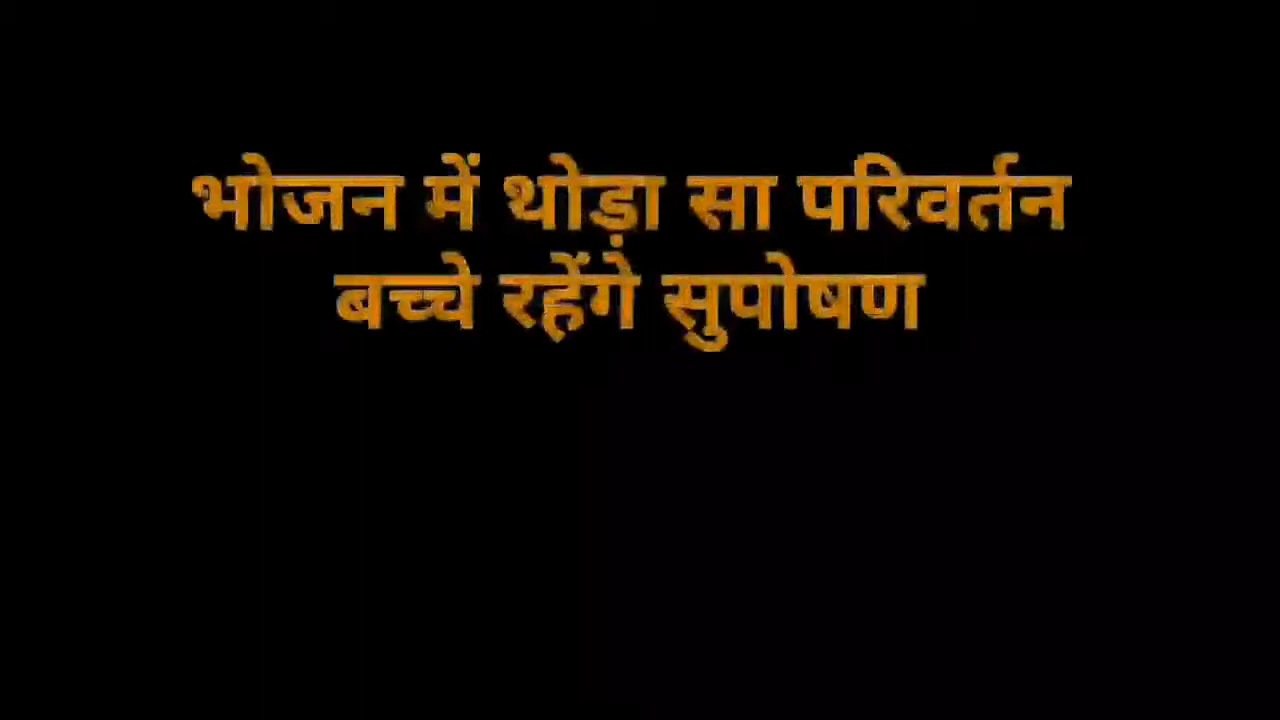 भोजन में थोड़ा सा परिवर्तन
बच्चे रहेंगे सुपोषण